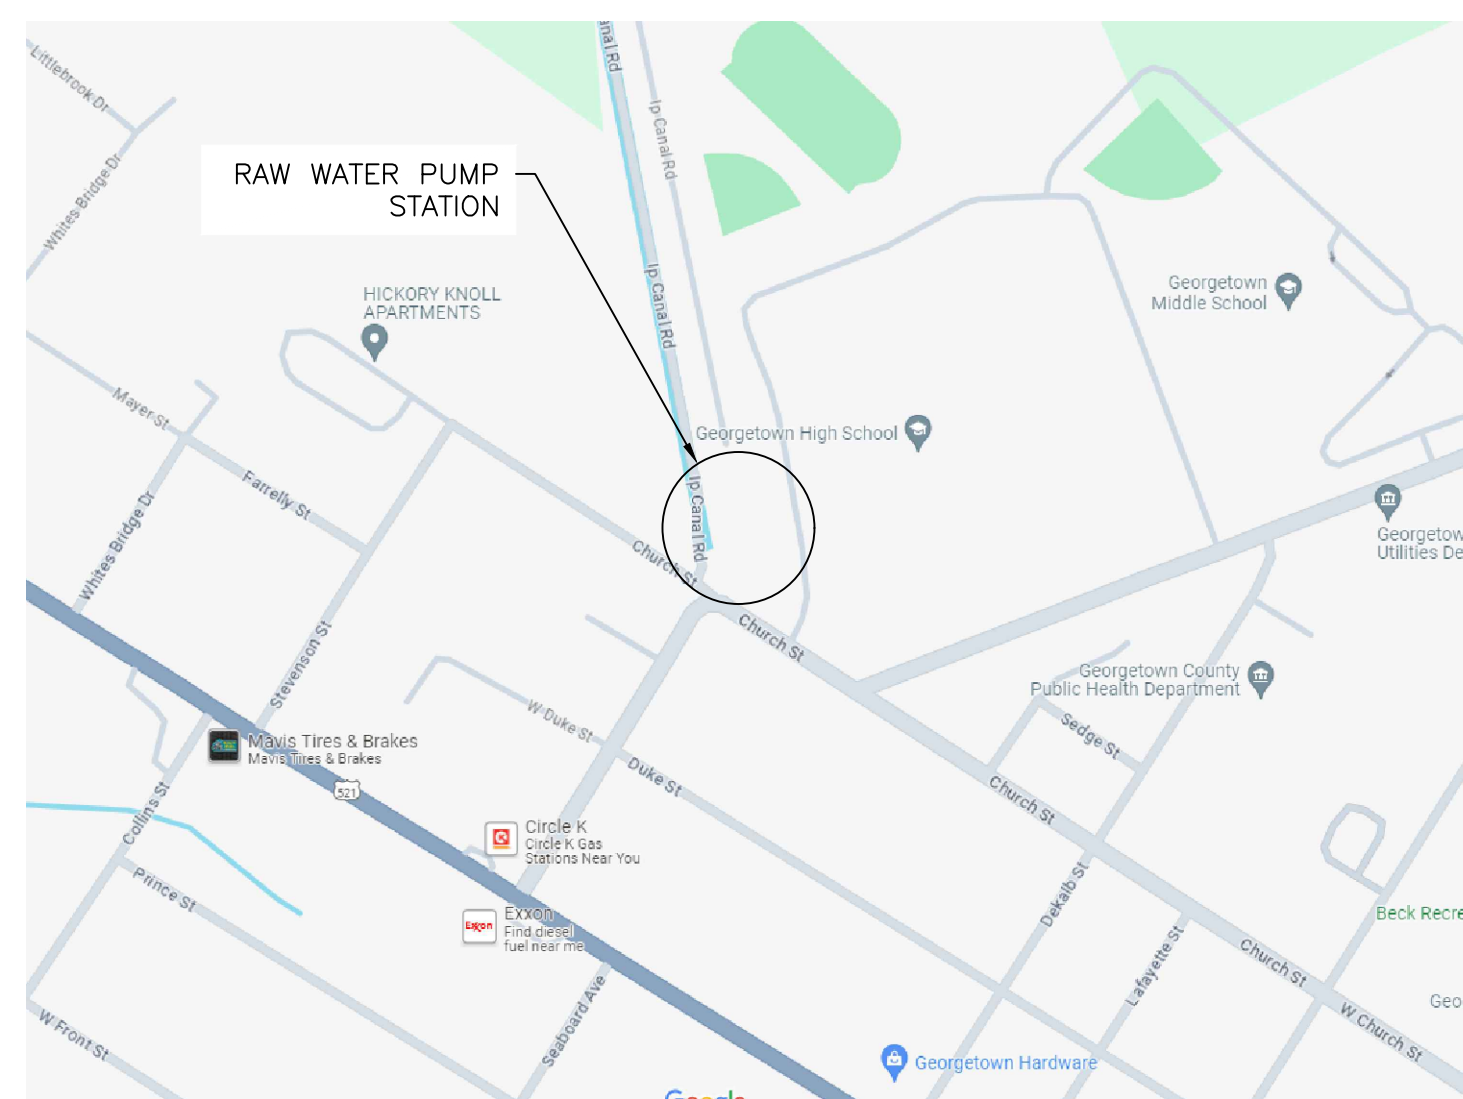 anal Rd
Littlebrook Dr
Ip Canal Rd
Whites Bridge Dr
RAW WATER PUMP
STATION
Ip Canal Rd
Georgetown
Middle School
HICKORY KNOLL
APARTMENTS
Mayer St
Georgetown High School
Farrelly St
Whites Bridge Dr
Ip Canal Rd
Church St
Georgetow
Utilities De
Church St
Stevenson St
Georgetown County
Public Health Department
W Duke St
Sedge St
Mavis Tires & Brakes
Mavis Tires & Brakes
521
Duke St
Collins St
Church St
Circle K
Circle K Gas
Stations Near You
Prince St
Dekalb St
Exxon
Exxon
Find diesel
fuel near me
Beck Recre
Lafayette St
Church St
Geo
Seaboard Ave
W Front St
W Church St
Georgetown Hardware
Google